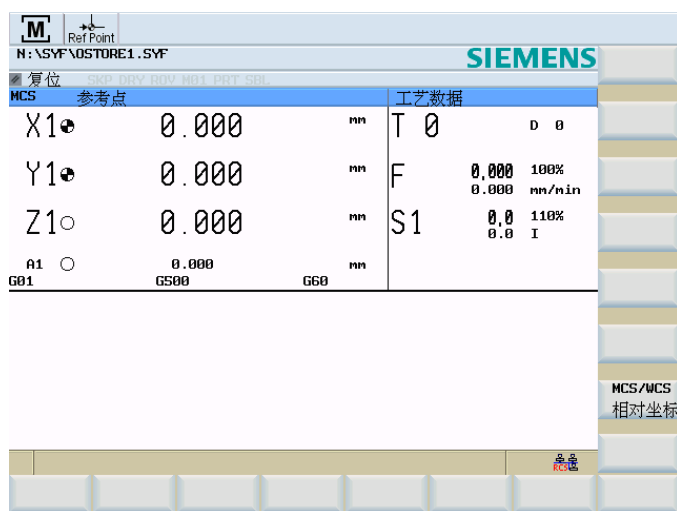 M Ref Point
N:\SYF\OSTORE1.SYF
SIEMENS
复位 SKP DRY ROV M01 PRT SBL
MCS 参考点 工艺数据
X1 0.000 mm T 0 D 0
Y1 0.000 mm F 0.000 100%
0.000 mm/min
Z1 0.000 mm S1 0.0 110%
0.0 I
A1 0.000 mm
G01 G500 G60
MCS/WCS
相对坐标
RCS